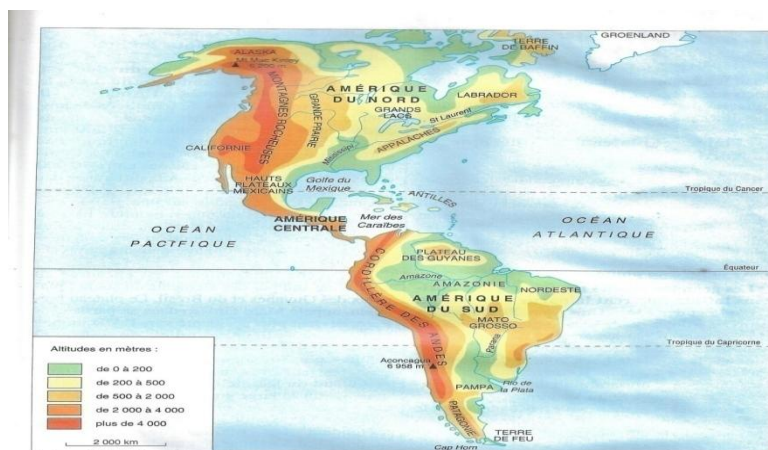 GROENLAND
TERRE
DE BAFFIN
ALASKA
Mt Mac Kinley
AMÉRIQUE
DU NORD
LABRADOR
MONTAGNES ROCHEUSES
GRANDE PRAIRIE
GRANDS
LACS
St Laurent
APPALACHES
Mississipi
CALIFORNIE
HAUTS
PLATEAUX
MEXICAINS
Golfe du
Mexique
Tropique du Cancer
ANTILLES
AMÉRIQUE
CENTRALE
Mer des
Caraïbes
OCÉAN
PACIFIQUE
OCÉAN
ATLANTIQUE
PLATEAU
DES GUYANES
Équateur
Amazone
AMAZONIE
NORDESTE
AMÉRIQUE
DU SUD
CORDILLÈRE DES ANDES
MATO
GROSSO
Parana
Tropique du Capricorne
Aconcagua
6 958 m
PAMPA
Rio de
la Plata
PATAGONIE
TERRE
DE FEU
Cap Horn
Altitudes en mètres :
de 0 à 200
de 200 à 500
de 500 à 2 000
de 2 000 à 4 000
plus de 4 000
2 000 km